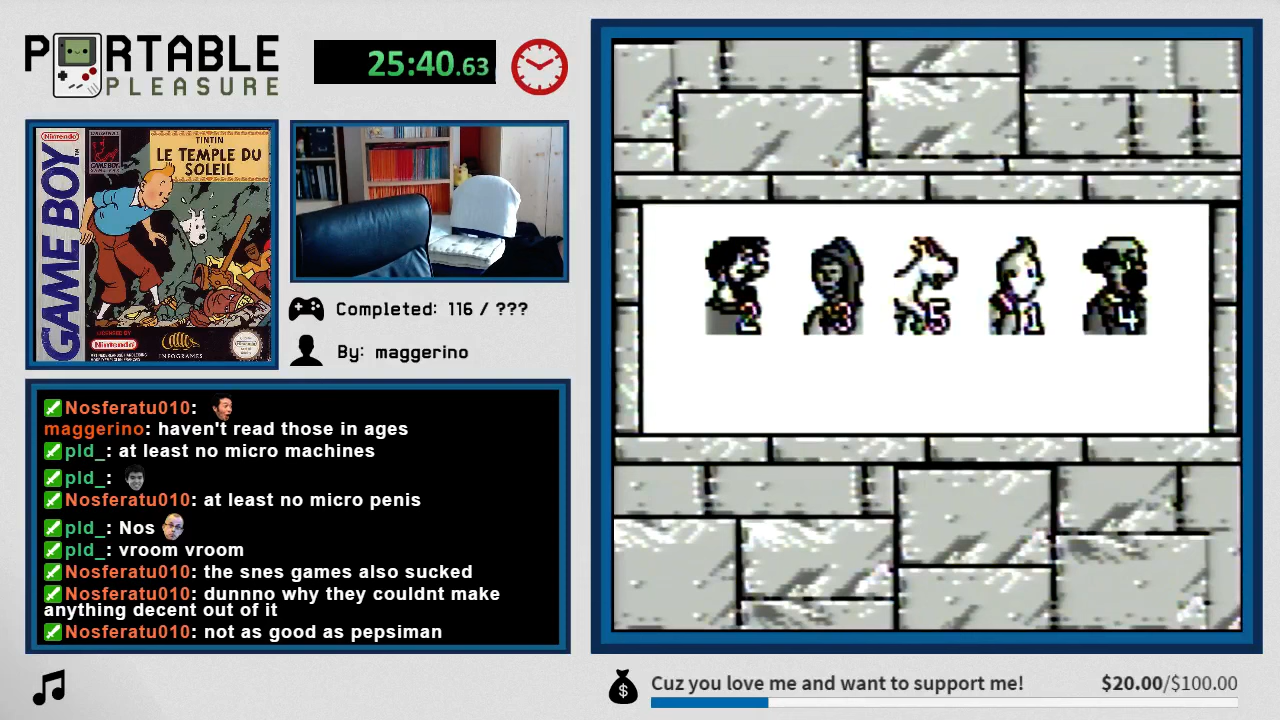 PORTABLE
PLEASURE
25:40.63
Nintendo
GAME BOY
TINTIN
LE TEMPLE DU
SOLEIL
LICENSED BY
Nintendo
INFOGRAMES
Completed: 116 / ???
By: maggerino
Nosferatu010:
maggerino: haven't read those in ages
pld_: at least no micro machines
pld_:
Nosferatu010: at least no micro penis
pld_: Nos
pld_: vroom vroom
Nosferatu010: the snes games also sucked
Nosferatu010: dunnno why they couldnt make
anything decent out of it
Nosferatu010: not as good as pepsiman
2 3 5 1 4
Cuz you love me and want to support me! $20.00/$100.00